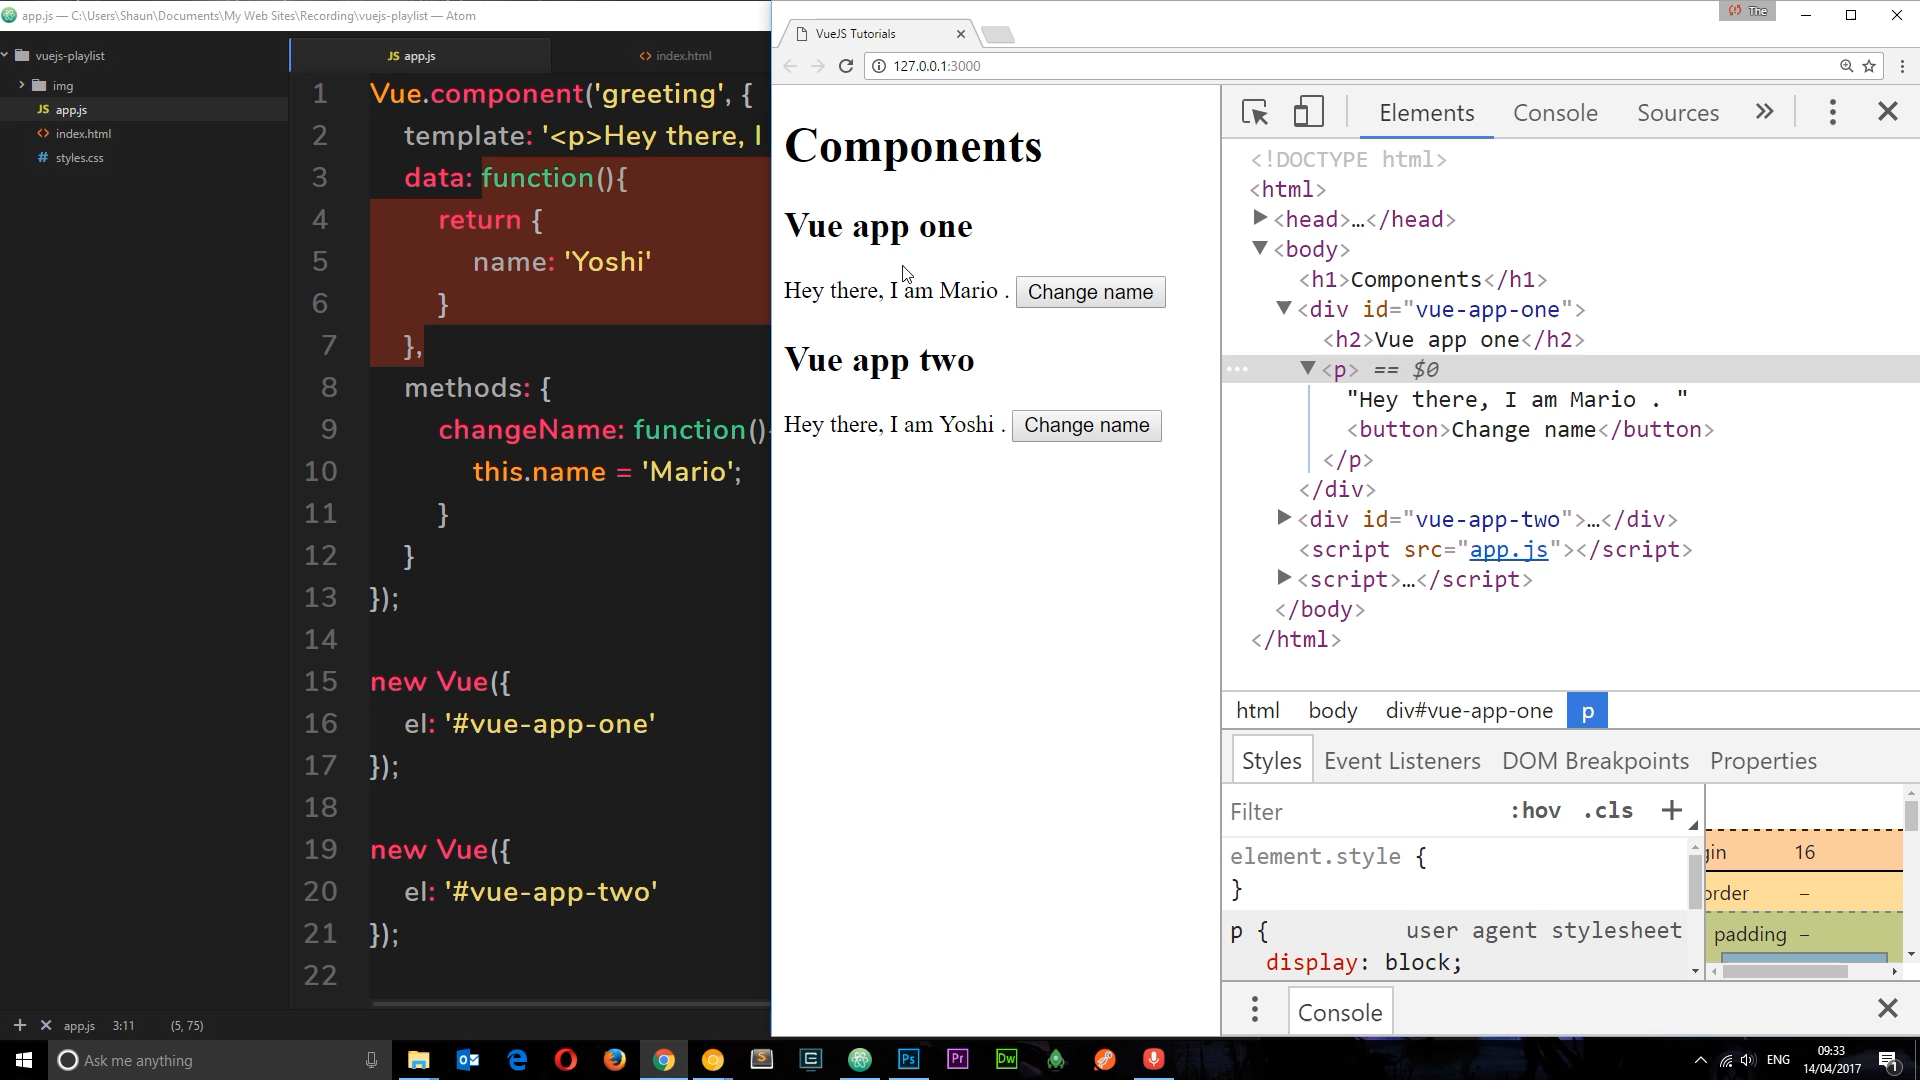 app.js — C:\Users\Shaun\Documents\My Web Sites\Recording\vuejs-playlist — Atom
vuejs-playlist
img
JS app.js
<> index.html
# styles.css
JS app.js
<> index.html
1 Vue.component('greeting', {
2 template: '<p>Hey there, I
3 data: function(){
4 return {
5 name: 'Yoshi'
6 }
7 },
8 methods: {
9 changeName: function()
10 this.name = 'Mario';
11 }
12 }
13 });
14
15 new Vue({
16 el: '#vue-app-one'
17 });
18
19 new Vue({
20 el: '#vue-app-two'
21 });
22
+ × app.js 3:11 (5, 75)
The
VueJS Tutorials
127.0.0.1:3000
Components
Vue app one
Hey there, I am Mario . Change name
Vue app two
Hey there, I am Yoshi . Change name
Elements Console Sources »
<!DOCTYPE html>
<html>
<head>…</head>
<body>
<h1>Components</h1>
<div id="vue-app-one">
<h2>Vue app one</h2>
... <p> == $0
"Hey there, I am Mario . "
<button>Change name</button>
</p>
</div>
<div id="vue-app-two">…</div>
<script src="app.js"></script>
<script>…</script>
</body>
</html>
html body div#vue-app-one p
Styles Event Listeners DOM Breakpoints Properties
Filter :hov .cls +
element.style {
}
p { user agent stylesheet
display: block;
16
order –
padding –
Console
Ask me anything
Ps Pr Dw
ENG
09:33
14/04/2017
1